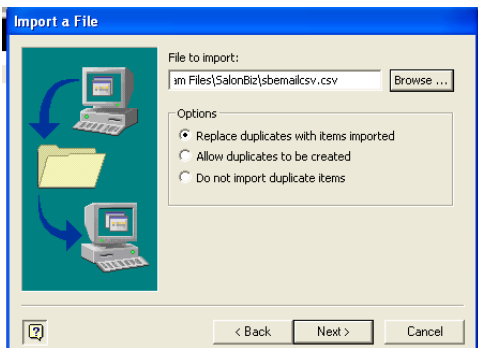 Import a File
File to import:
am Files\SalonBiz\sbemailcsv.csv
Browse ...
Options
Replace duplicates with items imported
Allow duplicates to be created
Do not import duplicate items
?
< Back
Next >
Cancel